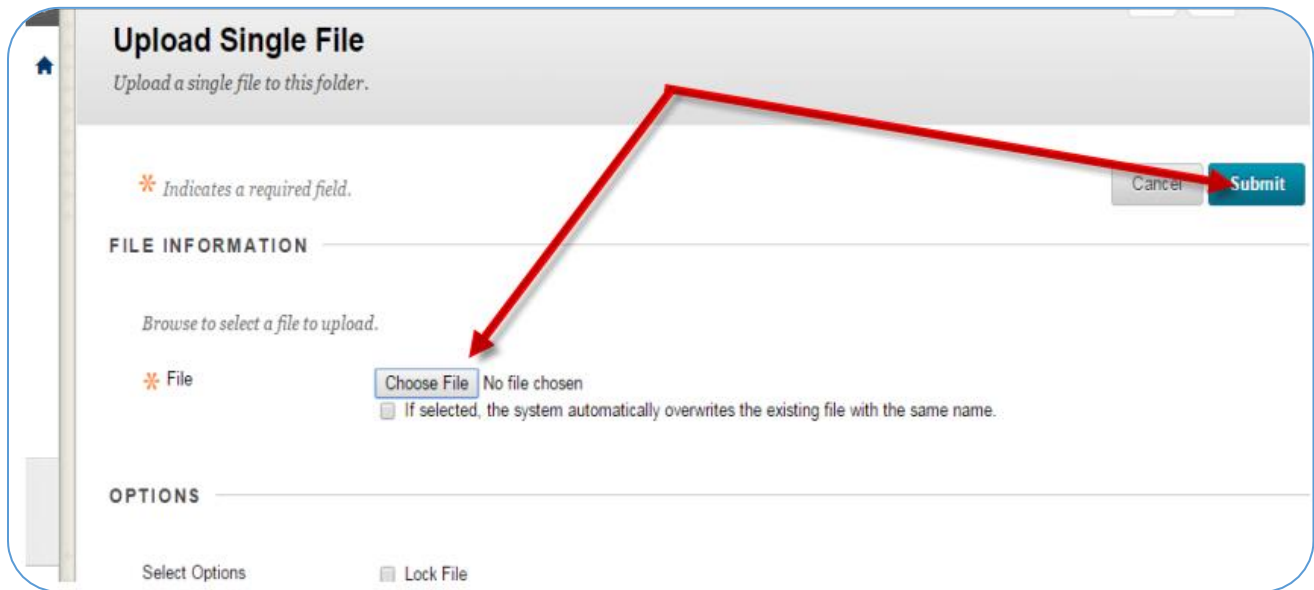 Upload Single File
Upload a single file to this folder.
* Indicates a required field.
Cancel Submit
FILE INFORMATION
Browse to select a file to upload.
* File
Choose File No file chosen
If selected, the system automatically overwrites the existing file with the same name.
OPTIONS
Select Options Lock File